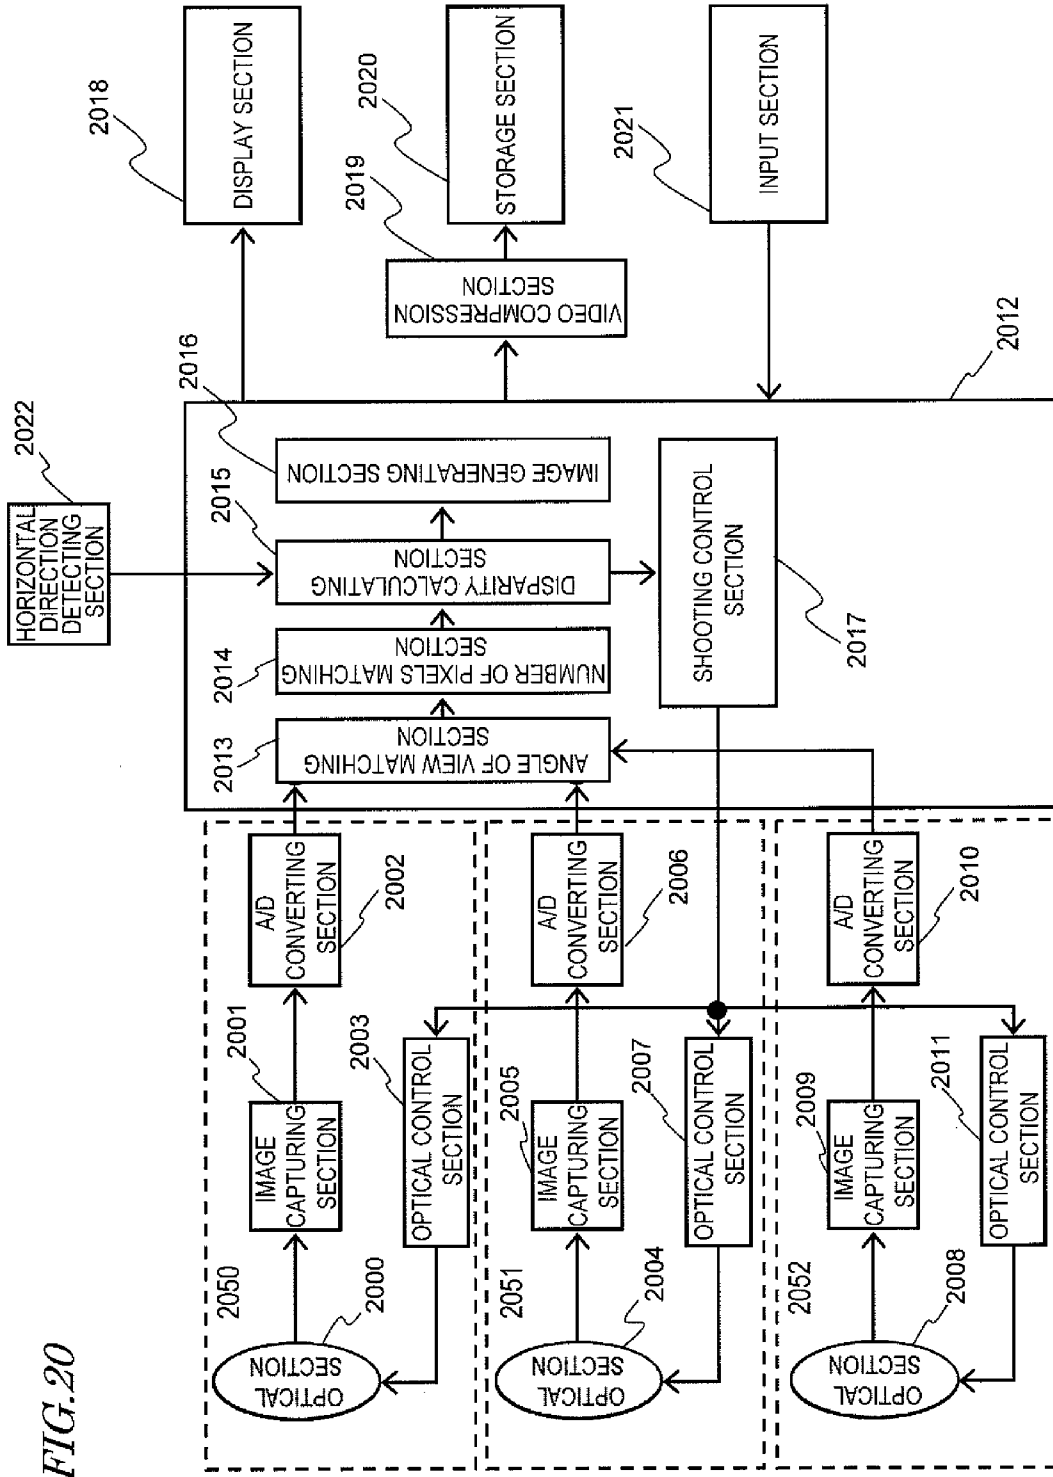 FIG.20
2050
OPTICAL
SECTION
2000
IMAGE
CAPTURING
SECTION
2001
A/D
CONVERTING
SECTION
2002
OPTICAL CONTROL
SECTION
2003
2051
OPTICAL
SECTION
2004
IMAGE
CAPTURING
SECTION
2005
A/D
CONVERTING
SECTION
2006
OPTICAL CONTROL
SECTION
2007
2052
OPTICAL
SECTION
2008
IMAGE
CAPTURING
SECTION
2009
A/D
CONVERTING
SECTION
2010
OPTICAL CONTROL
SECTION
2011
2012
ANGLE OF VIEW MATCHING
SECTION
2013
NUMBER OF PIXELS MATCHING
SECTION
2014
DISPARITY CALCULATING
SECTION
2015
IMAGE GENERATING SECTION
2016
SHOOTING CONTROL
SECTION
2017
HORIZONTAL
DIRECTION
DETECTING
SECTION
2022
DISPLAY SECTION
2018
VIDEO COMPRESSION
SECTION
2019
STORAGE SECTION
2020
INPUT SECTION
2021